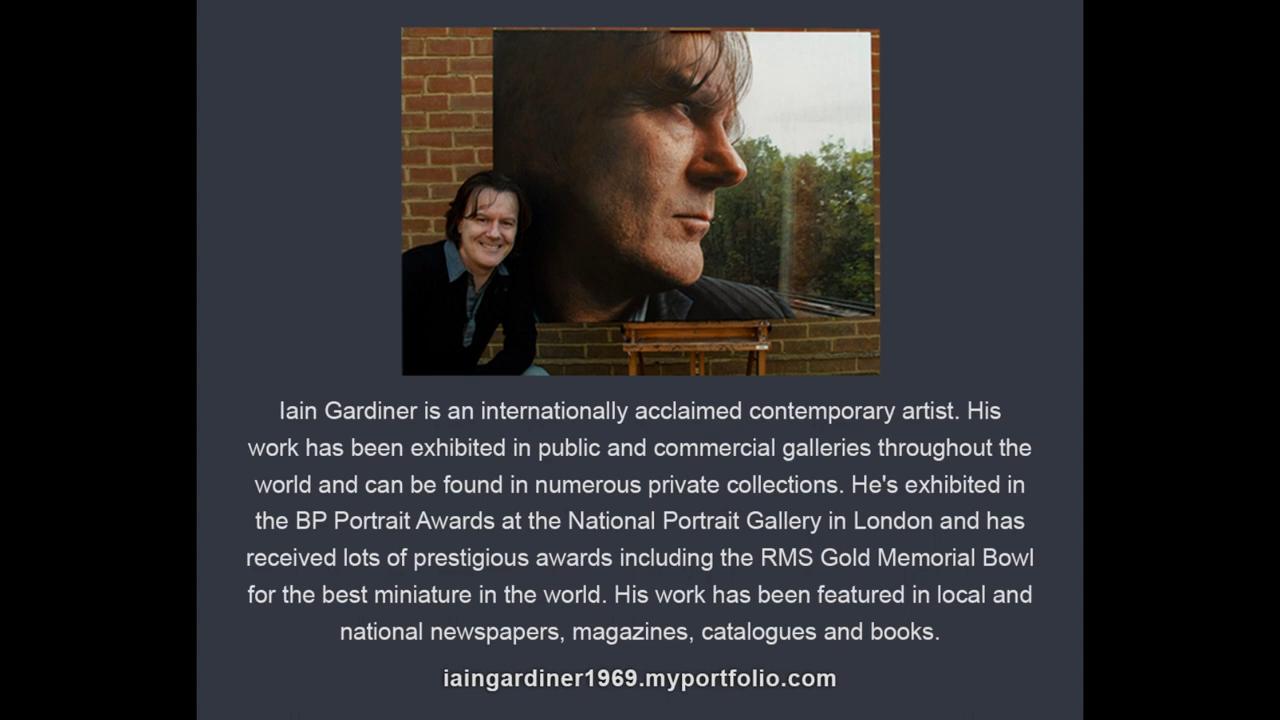 Iain Gardiner is an internationally acclaimed contemporary artist. His
work has been exhibited in public and commercial galleries throughout the
world and can be found in numerous private collections. He's exhibited in
the BP Portrait Awards at the National Portrait Gallery in London and has
received lots of prestigious awards including the RMS Gold Memorial Bowl
for the best miniature in the world. His work has been featured in local and
national newspapers, magazines, catalogues and books.
iaingardiner1969.myportfolio.com